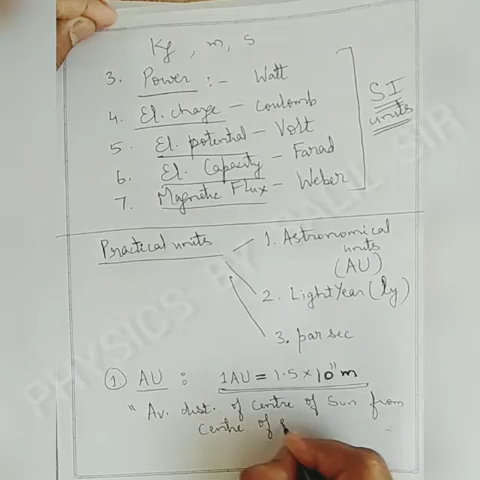 Kg, m, s
3. Power :- Watt
4. El. charge - Coulomb
5. El. potential - Volt
6. El. Capacity - Farad
7. Magnetic Flux - Weber
SI
units
Practical units
1. Astronomical
units
(AU)
2. Light Year (ly)
3. par sec
1. AU : 1AU = 1.5 × 10¹¹ m
" Av. dist. of centre of Sun from
centre of
PHYSICS BY
SIR